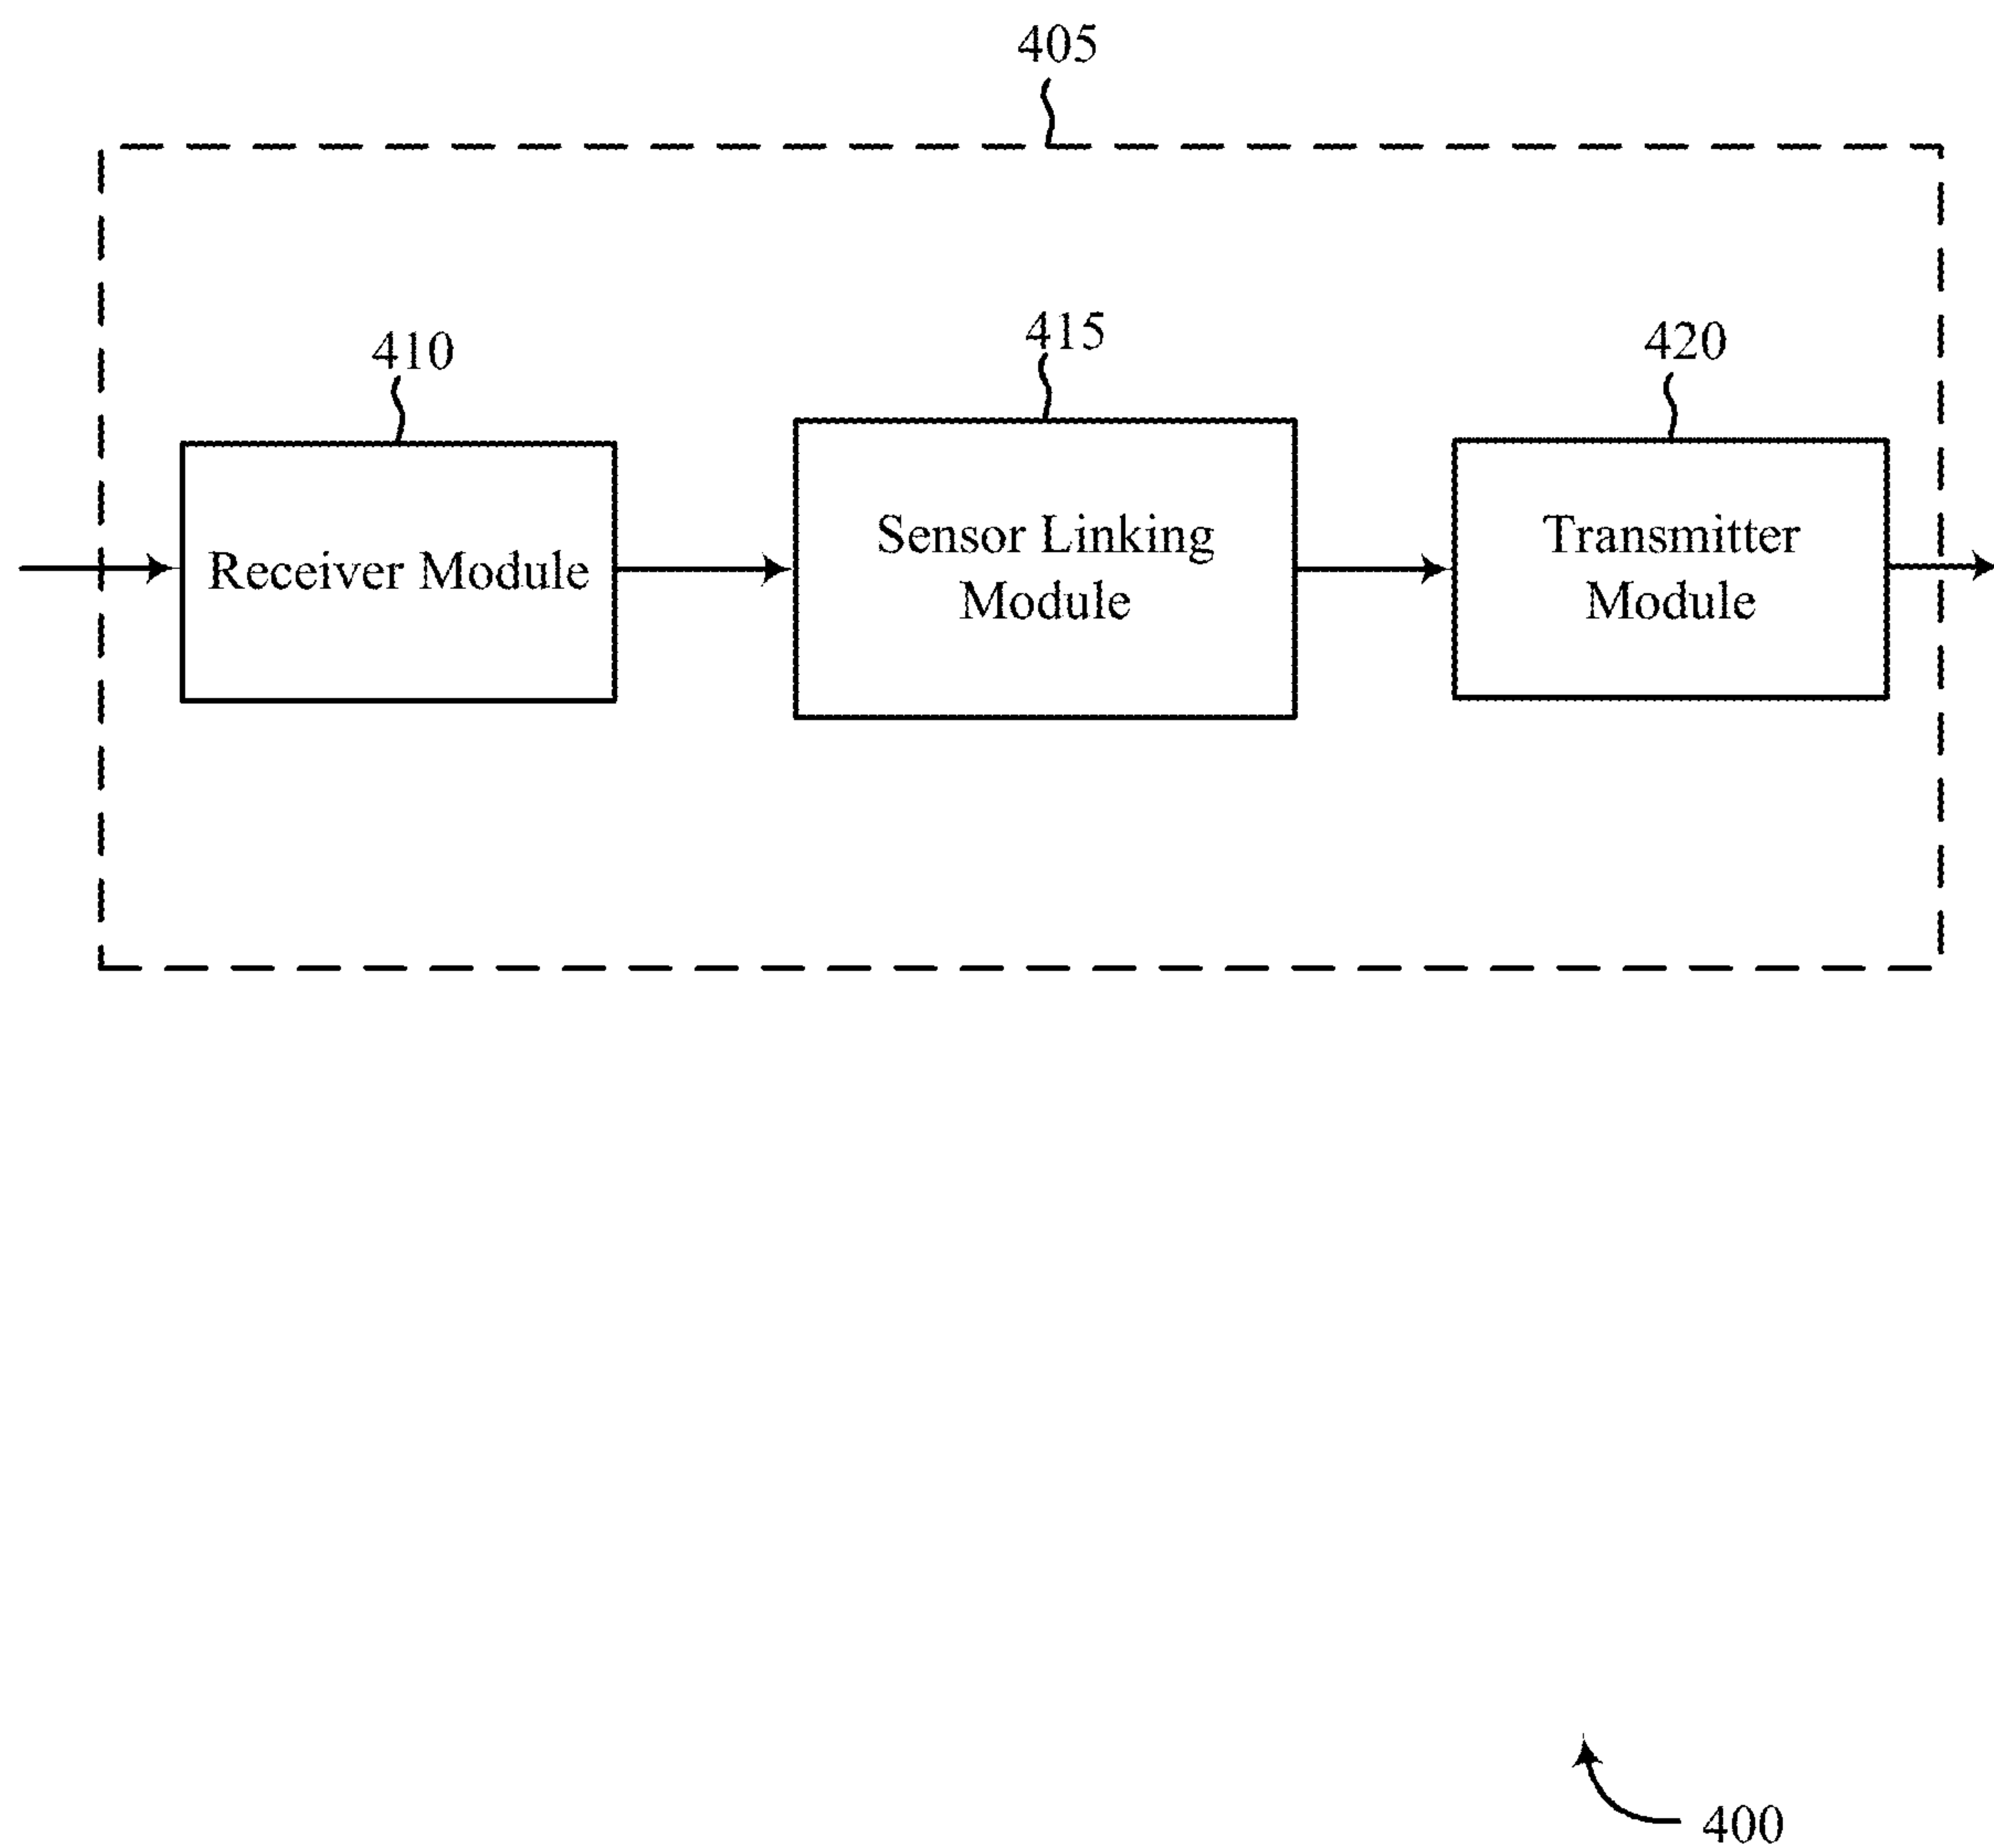 405
410
415
420
Receiver Module
Sensor Linking
Module
Transmitter
Module
400